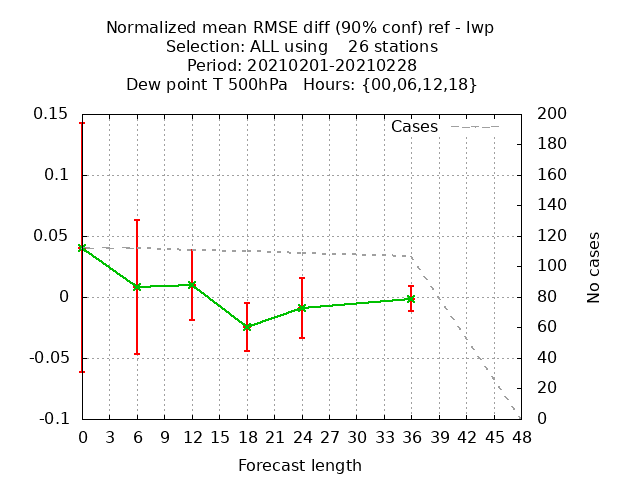 Normalized mean RMSE diff (90% conf) ref - lwp
Selection: ALL using    26 stations
Period: 20210201-20210228
Dew point T 500hPa   Hours: {00,06,12,18}
Cases
0.15
0.1
0.05
0
-0.05
-0.1
200
180
160
140
120
100
80
60
40
20
0
No cases
0 3 6 9 12 15 18 21 24 27 30 33 36 39 42 45 48
Forecast length